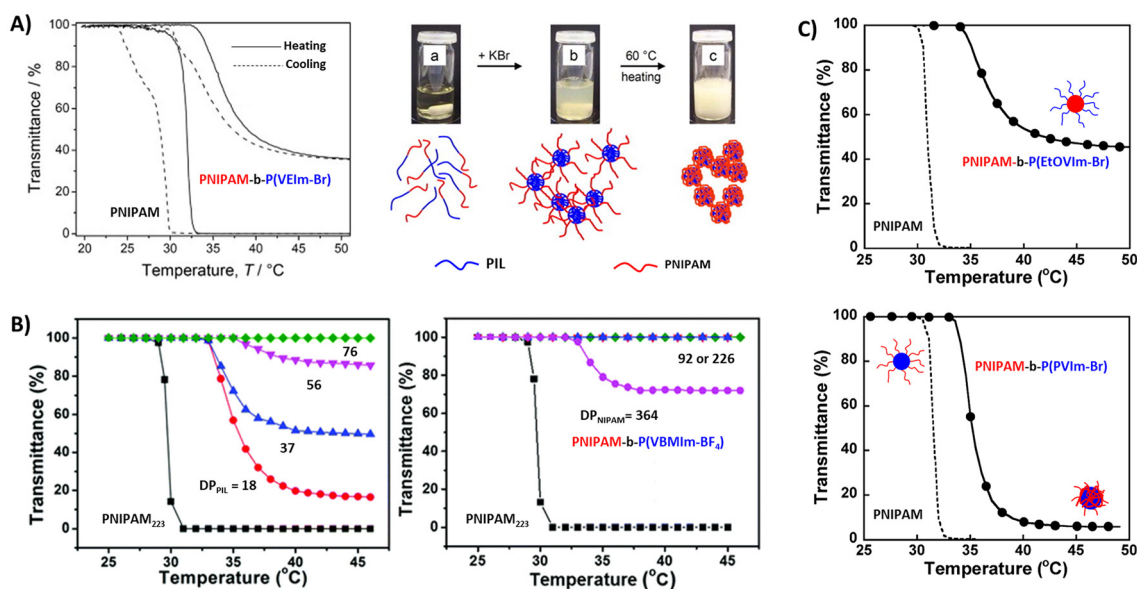 A)
Transmittance / %
100
80
60
40
20
0
Heating
Cooling
PNIPAM-b-P(VEIm-Br)
PNIPAM
20 25 30 35 40 45 50
Temperature, T / °C
a
+ KBr
b
60 °C
heating
c
PIL
PNIPAM
B)
Transmittance (%)
100
80
60
40
20
0
76
56
37
DP_PIL = 18
PNIPAM_223
25 30 35 40 45
Temperature (°C)
Transmittance (%)
100
80
60
40
20
0
92 or 226
DP_NIPAM= 364
PNIPAM-b-P(VBMIm-BF₄)
PNIPAM_223
25 30 35 40 45
Temperature (°C)
C)
Transmittance (%)
100
80
60
40
20
0
PNIPAM-b-P(EtOVIm-Br)
PNIPAM
25 30 35 40 45 50
Temperature (°C)
Transmittance (%)
100
80
60
40
20
0
PNIPAM-b-P(PVIm-Br)
PNIPAM
25 30 35 40 45 50
Temperature (°C)